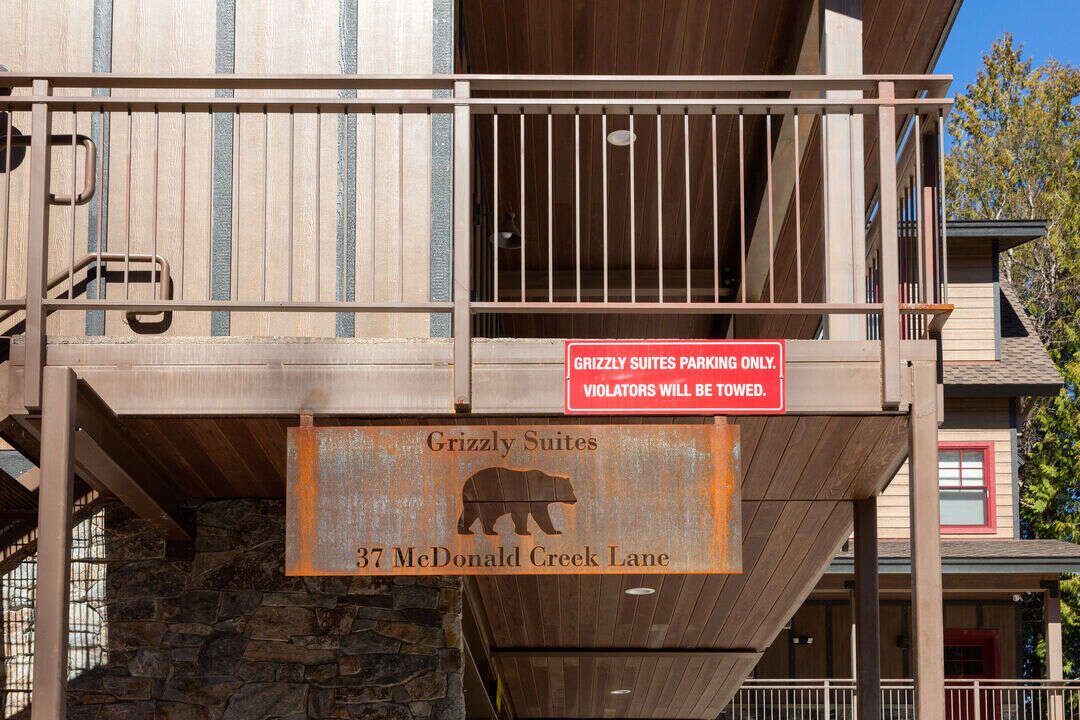 GRIZZLY SUITES PARKING ONLY.
VIOLATORS WILL BE TOWED.
Grizzly Suites
37 McDonald Creek Lane